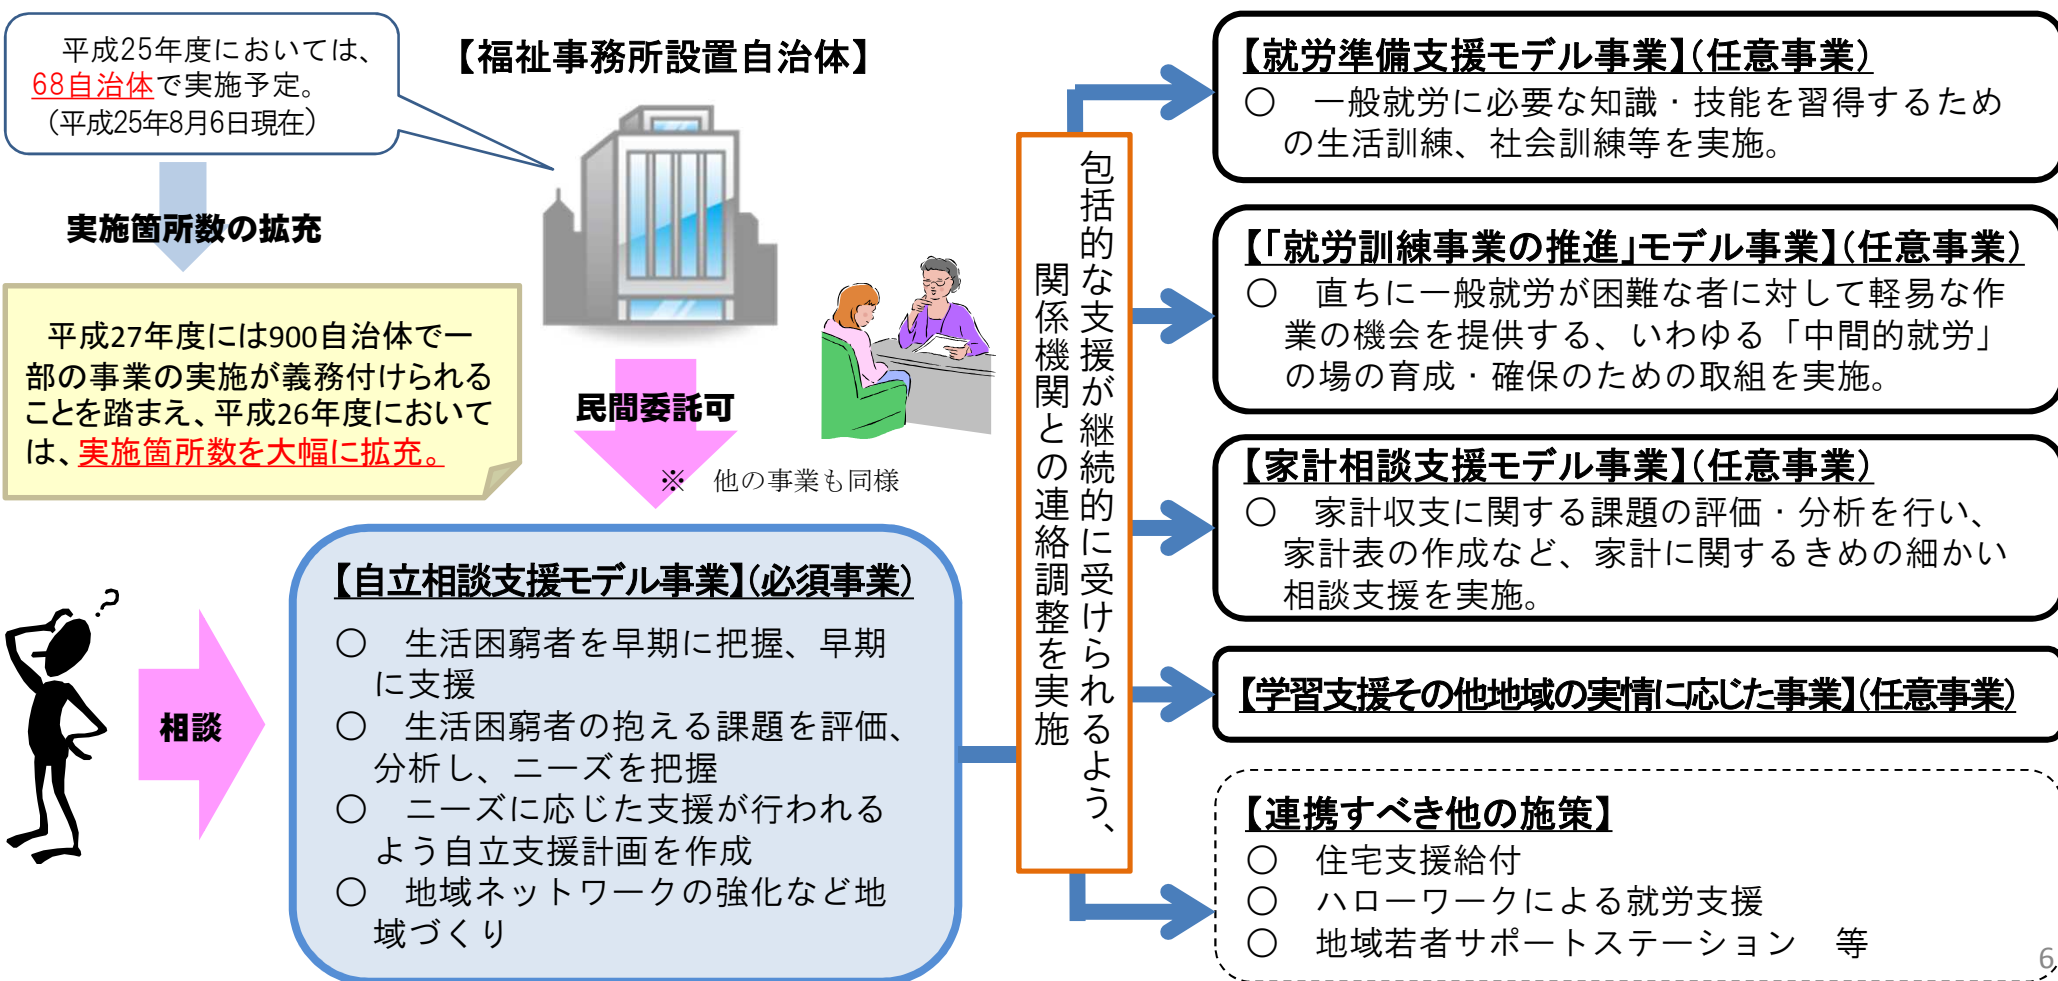 平成25年度においては、
68自治体で実施予定。
（平成25年8月6日現在）
実施箇所数の拡充
平成27年度には900自治体で一
部の事業の実施が義務付けられる
ことを踏まえ、平成26年度において
は、実施箇所数を大幅に拡充。
【福祉事務所設置自治体】
民間委託可
※　他の事業も同様
相談
【自立相談支援モデル事業】（必須事業）
○　生活困窮者を早期に把握、早期
に支援
○　生活困窮者の抱える課題を評価、
分析し、ニーズを把握
○　ニーズに応じた支援が行われる
よう自立支援計画を作成
○　地域ネットワークの強化など地
域づくり
包括的な支援が継続的に受けられるよう、
関係機関との連絡調整を実施
【就労準備支援モデル事業】（任意事業）
○　一般就労に必要な知識・技能を習得するため
の生活訓練、社会訓練等を実施。
【「就労訓練事業の推進」モデル事業】（任意事業）
○　直ちに一般就労が困難な者に対して軽易な作
業の機会を提供する、いわゆる「中間的就労」
の場の育成・確保のための取組を実施。
【家計相談支援モデル事業】（任意事業）
○　家計収支に関する課題の評価・分析を行い、
家計表の作成など、家計に関するきめの細かい
相談支援を実施。
【学習支援その他地域の実情に応じた事業】（任意事業）
【連携すべき他の施策】
○　住宅支援給付
○　ハローワークによる就労支援
○　地域若者サポートステーション　等
6